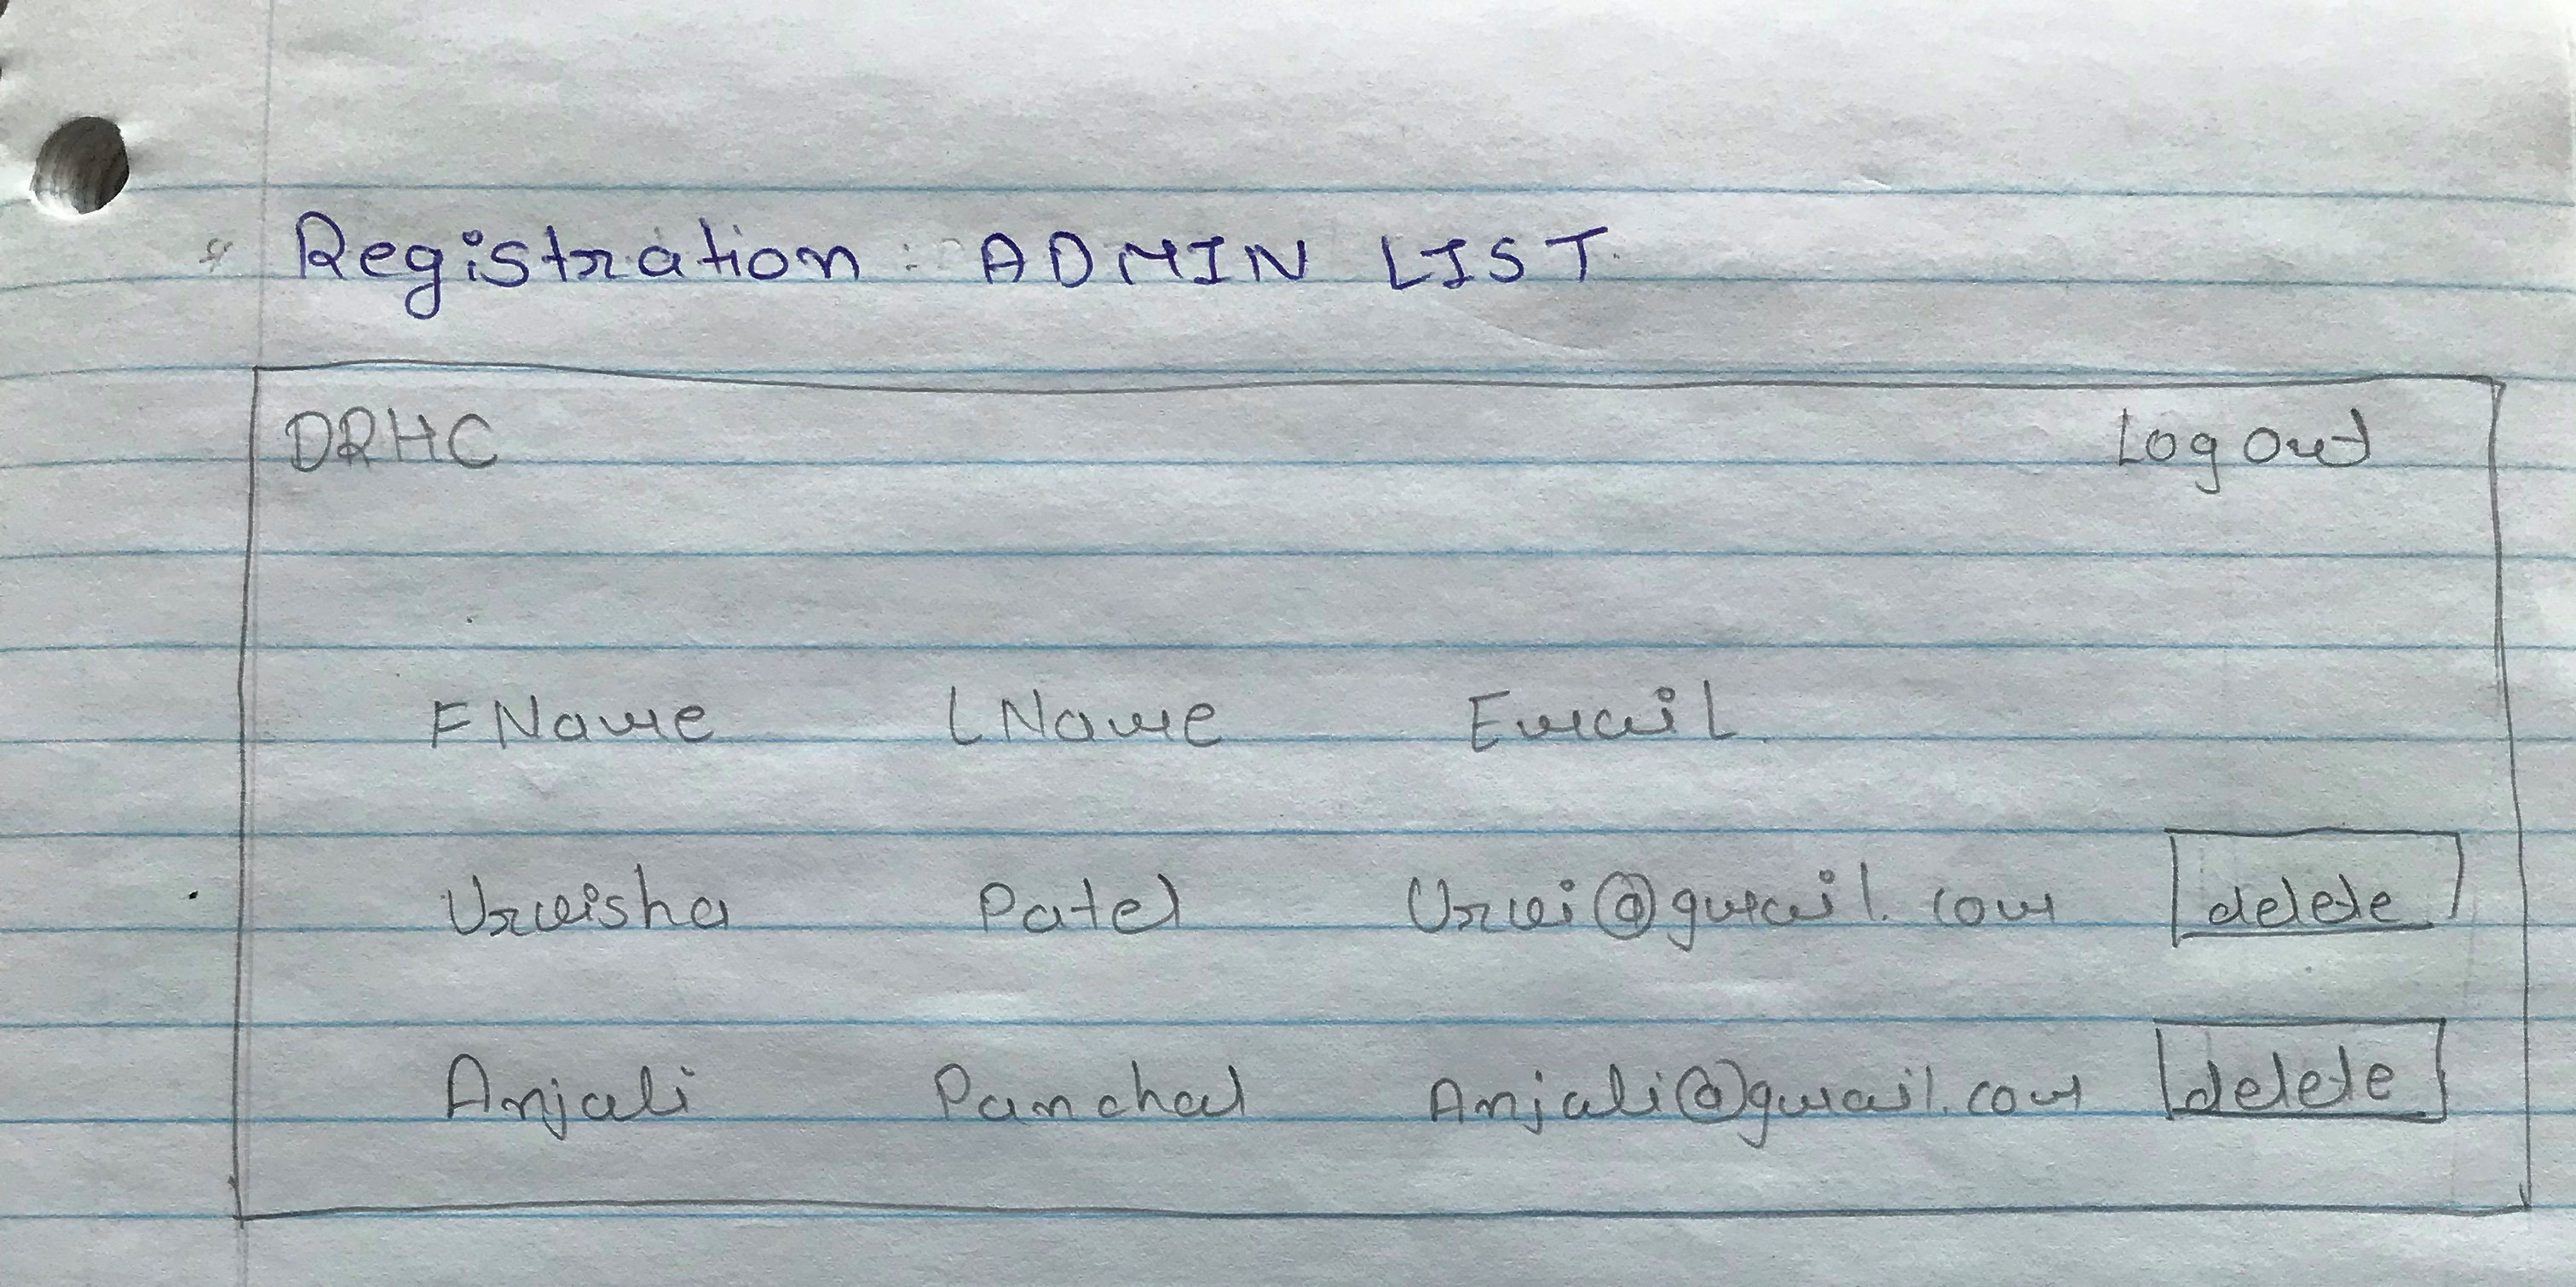 Registration : ADMIN LIST.
DRHC Log Out
FName LName Email
Urvisha Patel Urvi@gmail.com delete
Anjali Panchal Anjali@gmail.com delete